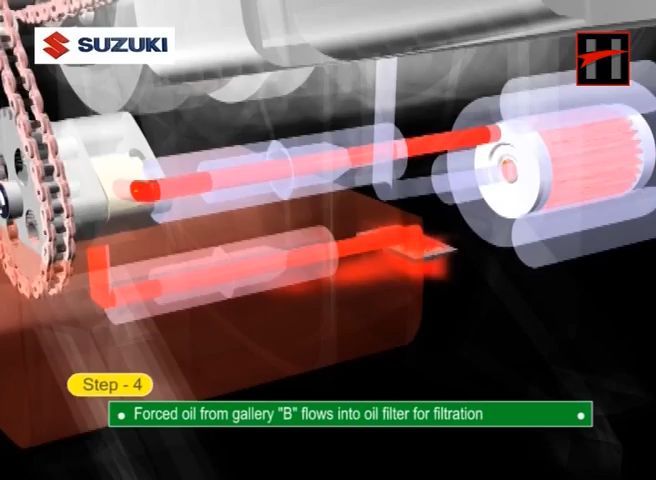 SUZUKI
H
Step - 4
• Forced oil from gallery "B" flows into oil filter for filtration •